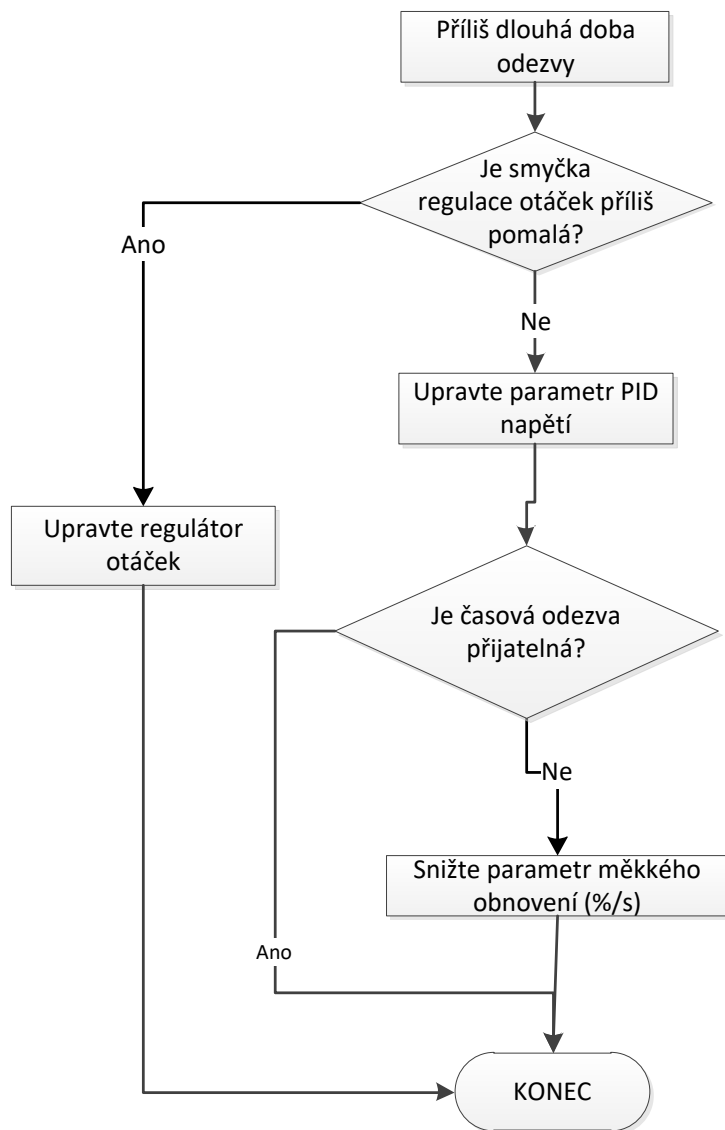 Příliš dlouhá doba
odezvy
Je smyčka
regulace otáček příliš
pomalá?
Ano
Ne
Upravte parametr PID
napětí
Upravte regulátor
otáček
Je časová odezva
přijatelná?
Ne
Snižte parametr měkkého
obnovení (%/s)
Ano
KONEC